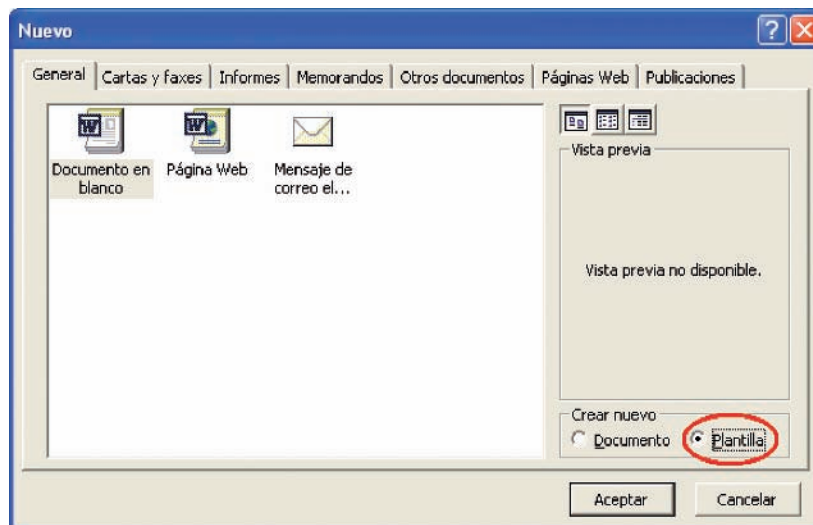 Nuevo
General Cartas y faxes Informes Memorandos Otros documentos Páginas Web Publicaciones
Documento en
blanco
Página Web
Mensaje de
correo el...
Vista previa
Vista previa no disponible.
Crear nuevo
Documento Plantilla
Aceptar Cancelar